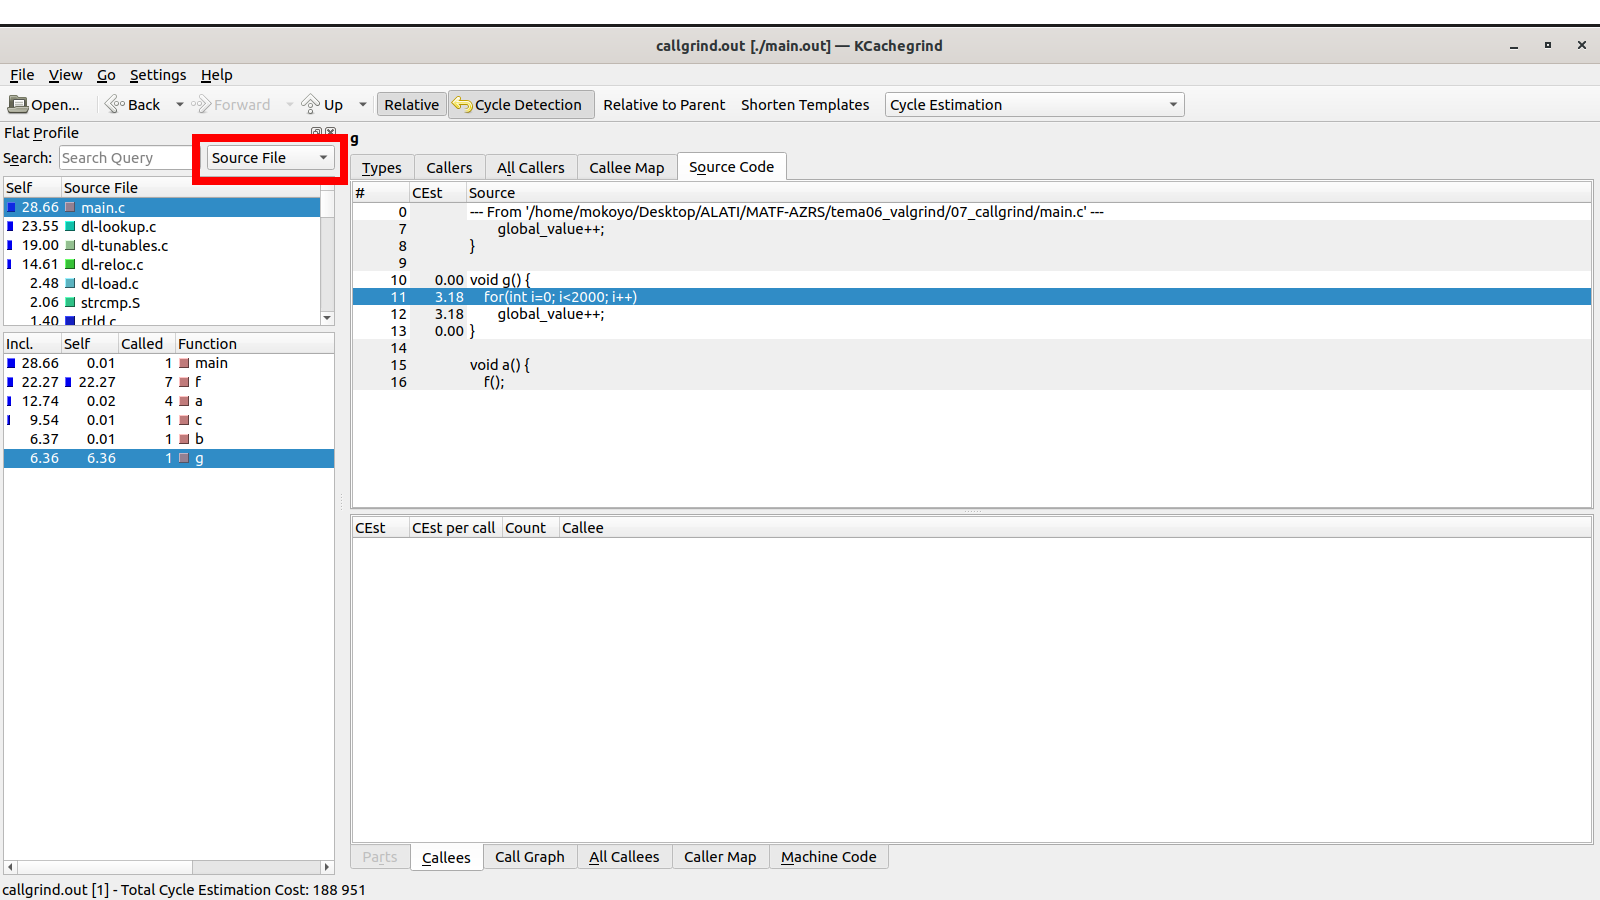 callgrind.out [./main.out] — KCachegrind
File View Go Settings Help
Open... Back Forward Up Relative Cycle Detection Relative to Parent Shorten Templates Cycle Estimation
Flat Profile
Search: Search Query Source File
Self Source File
28.66 main.c
23.55 dl-lookup.c
19.00 dl-tunables.c
14.61 dl-reloc.c
2.48 dl-load.c
2.06 strcmp.S
1.40 rtld.c
Incl. Self Called Function
28.66 0.01 1 main
22.27 22.27 7 f
12.74 0.02 4 a
9.54 0.01 1 c
6.37 0.01 1 b
6.36 6.36 1 g
g
Types Callers All Callers Callee Map Source Code
# CEst Source
0 --- From '/home/mokoyo/Desktop/ALATI/MATF-AZRS/tema06_valgrind/07_callgrind/main.c' ---
7 global_value++;
8 }
9
10 0.00 void g() {
11 3.18 for(int i=0; i<2000; i++)
12 3.18 global_value++;
13 0.00 }
14
15 void a() {
16 f();
CEst CEst per call Count Callee
Parts Callees Call Graph All Callees Caller Map Machine Code
callgrind.out [1] - Total Cycle Estimation Cost: 188 951